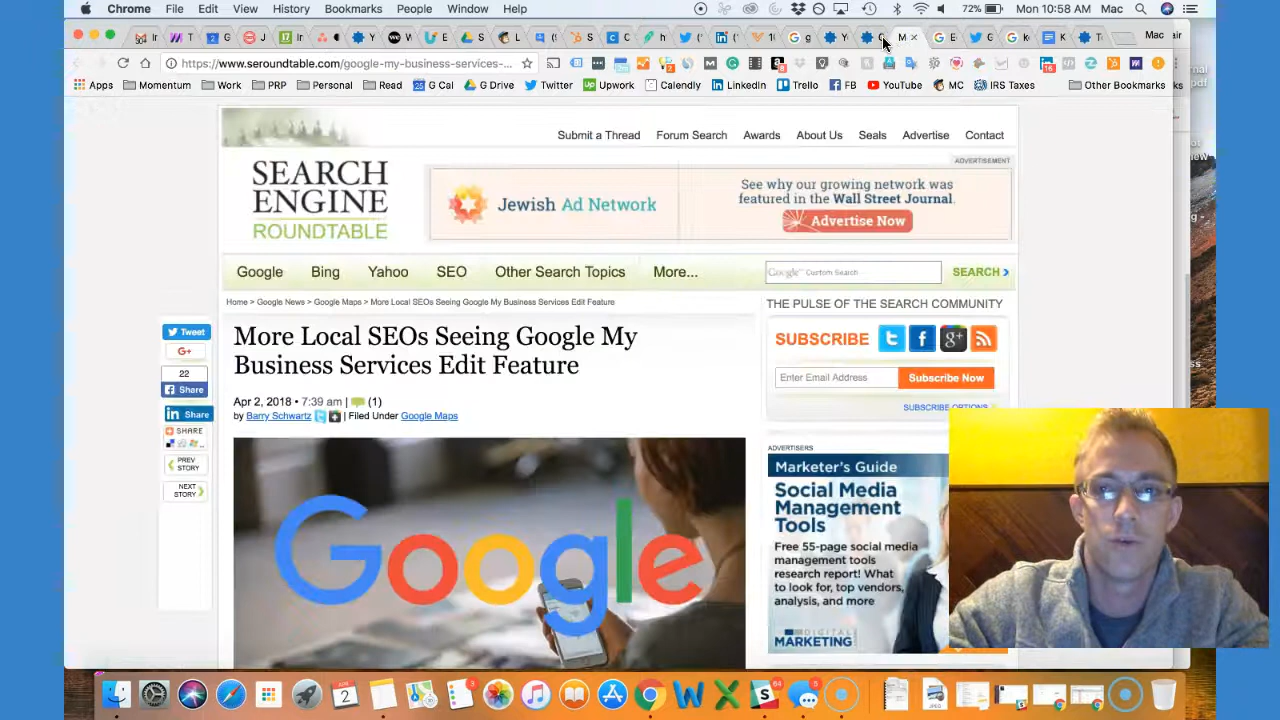 Chrome File Edit View History Bookmarks People Window Help
72% Mon 10:58 AM Mac
Mac air
https://www.seroundtable.com/google-my-business-services-
Apps Momentum Work PRP Personal Read G Cal G Drive Twitter Upwork Calendly LinkedIn Trello FB YouTube MC IRS Taxes Other Bookmarks
Submit a Thread Forum Search Awards About Us Seals Advertise Contact
ADVERTISEMENT
SEARCH
ENGINE
ROUNDTABLE
Jewish Ad Network
See why our growing network was
featured in the Wall Street Journal.
Advertise Now
Google Bing Yahoo SEO Other Search Topics More...
Google Custom Search
SEARCH
Home > Google News > Google Maps > More Local SEOs Seeing Google My Business Services Edit Feature
THE PULSE OF THE SEARCH COMMUNITY
Tweet
G+
22
Share
Share
SHARE
PREV
STORY
NEXT
STORY
More Local SEOs Seeing Google My
Business Services Edit Feature
Apr 2, 2018 • 7:39 am | (1)
by Barry Schwartz | Filed Under Google Maps
Google
SUBSCRIBE
Enter Email Address
Subscribe Now
SUBSCRIBE OPTIONS
ADVERTISERS
Marketer's Guide
Social Media
Management
Tools
Free 55-page social media
management tools
research report! What
to look for, top vendors,
analysis, and more
DIGITAL
MARKETING